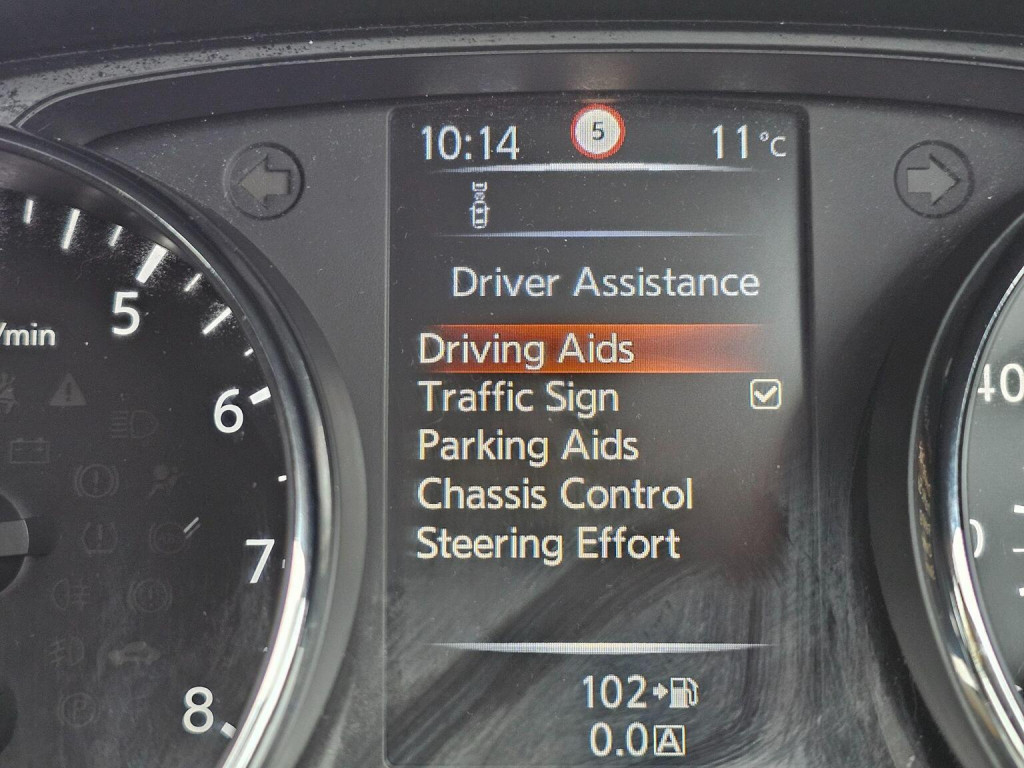 10:14 5 11°C
Driver Assistance
Driving Aids
Traffic Sign
Parking Aids
Chassis Control
Steering Effort
102
0.0 A
/min
5
6
7
8
40
0